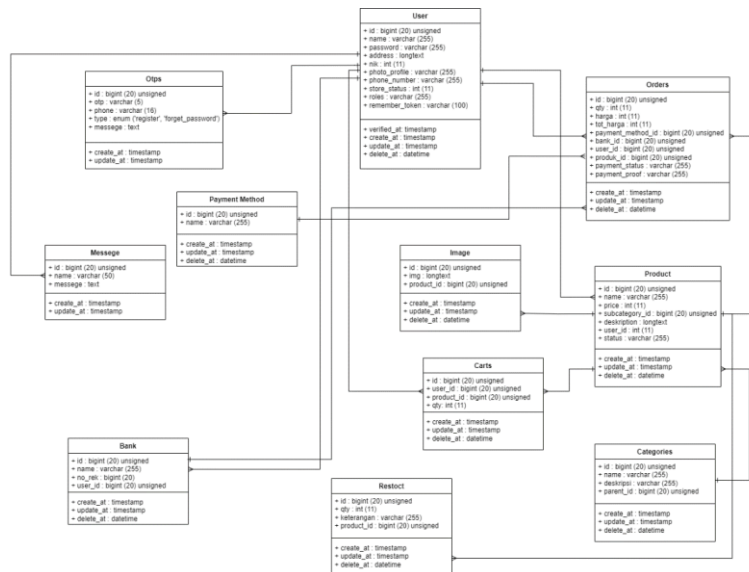 User
+ id : bigint (20) unsigned
+ name : varchar (255)
+ password : varchar (255)
+ address : longtext
+ nik : int (11)
+ photo_profile : varchar (255)
+ phone_number : varchar (255)
+ store_status : int (11)
+ roles : varchar (255)
+ remember_token : varchar (100)
+ verified_at: timestamp
+ create_at : timestamp
+ update_at : timestamp
+ delete_at : datetime
Otps
+ id : bigint (20) unsigned
+ otp : varchar (5)
+ phone : varchar (16)
+ type : enum ('register', 'forget_password')
+ messege : text
+ create_at : timestamp
+ update_at : timestamp
Orders
+ id : bigint (20) unsigned
+ qty : int (11)
+ harga : int (11)
+ tot_harga : int (11)
+ payment_method_id : bigint (20) unsigned
+ bank_id : bigint (20) unsigned
+ user_id : bigint (20) unsigned
+ produk_id : bigint (20) unsigned
+ payment_status : varchar (255)
+ payment_proof : varchar (255)
+ create_at : timestamp
+ update_at : timestamp
+ delete_at : datetime
Payment Method
+ id : bigint (20) unsigned
+ name : varchar (255)
+ create_at : timestamp
+ update_at : timestamp
+ delete_at : datetime
Messege
+ id : bigint (20) unsigned
+ name : varchar (50)
+ messege : text
+ create_at : timestamp
+ update_at : timestamp
Image
+ id : bigint (20) unsigned
+ img : longtext
+ product_id : bigint (20) unsigned
+ create_at : timestamp
+ update_at : timestamp
+ delete_at : datetime
Product
+ id : bigint (20) unsigned
+ name : varchar (255)
+ price : int (11)
+ subcategory_id : bigint (20) unsigned
+ deskription : longtext
+ user_id : int (11)
+ status : varchar (255)
+ create_at : timestamp
+ update_at : timestamp
+ delete_at : datetime
Carts
+ id : bigint (20) unsigned
+ user_id : bigint (20) unsigned
+ product_id : bigint (20) unsigned
+ qty: int (11)
+ create_at : timestamp
+ update_at : timestamp
+ delete_at : datetime
Bank
+ id : bigint (20) unsigned
+ name : varchar (255)
+ no_rek : bigint (20)
+ user_id : bigint (20) unsigned
+ create_at : timestamp
+ update_at : timestamp
+ delete_at : datetime
Categories
+ id : bigint (20) unsigned
+ name : varchar (255)
+ deskripsi : varchar (255)
+ parent_id : bigint (20) unsigned
+ create_at : timestamp
+ update_at : timestamp
+ delete_at : datetime
Restoct
+ id : bigint (20) unsigned
+ qty : int (11)
+ keterangan : varchar (255)
+ product_id : bigint (20) unsigned
+ create_at : timestamp
+ update_at : timestamp
+ delete_at : datetime